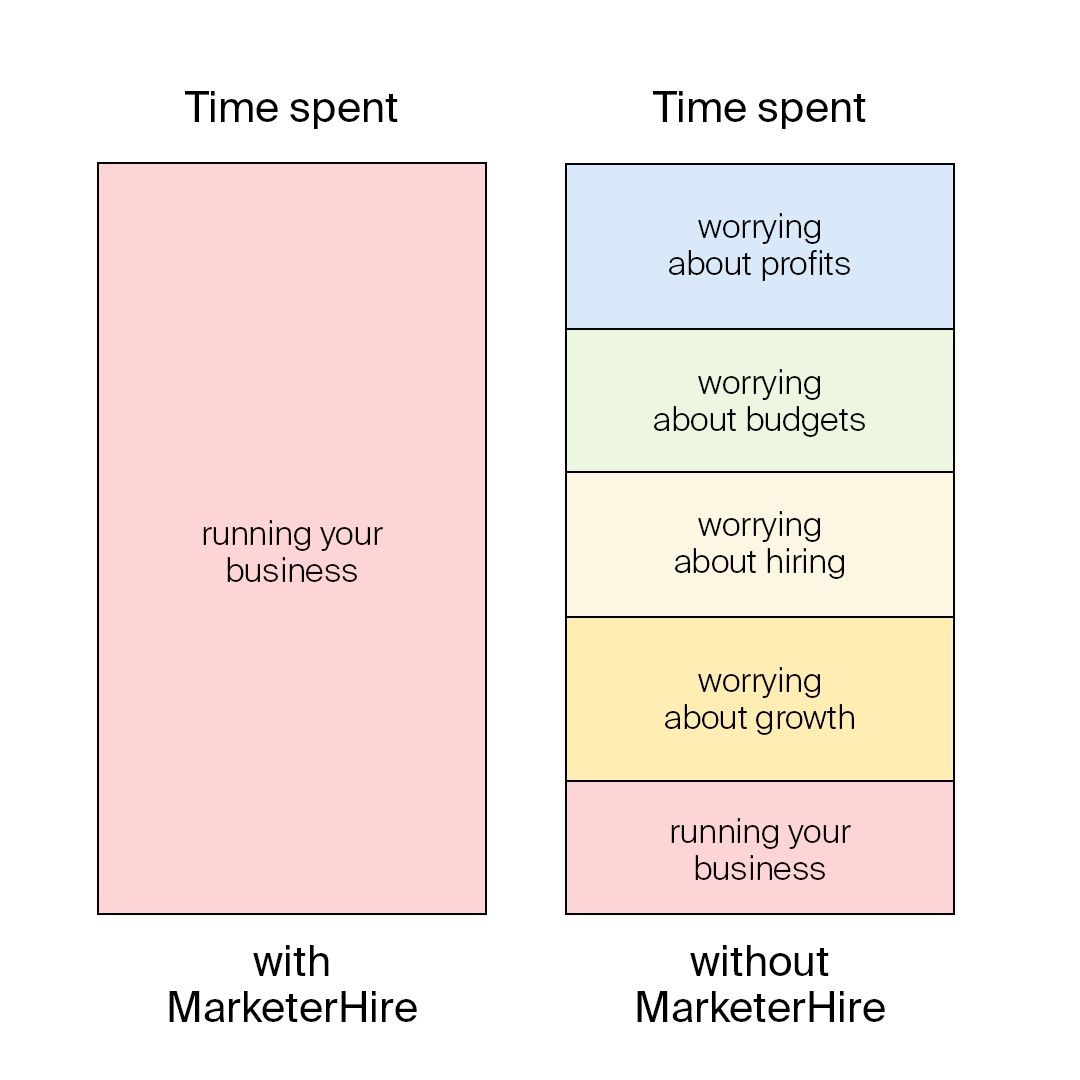 Time spent
running your
business
with
MarketerHire
Time spent
worrying
about profits
worrying
about budgets
worrying
about hiring
worrying
about growth
running your
business
without
MarketerHire